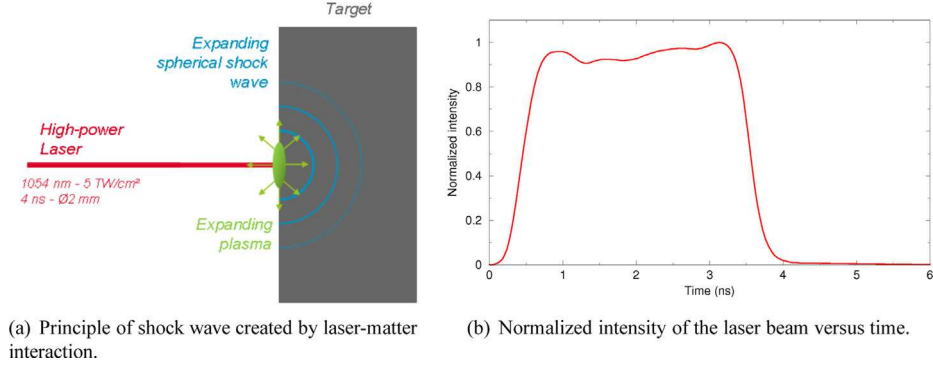 Target
Expanding
spherical shock
wave
High-power
Laser
1054 nm - 5 TW/cm²
4 ns - Ø2 mm
Expanding
plasma
(a) Principle of shock wave created by laser-matter
interaction.
Normalized intensity
1
0.8
0.6
0.4
0.2
0
0 1 2 3 4 5 6
Time (ns)
(b) Normalized intensity of the laser beam versus time.